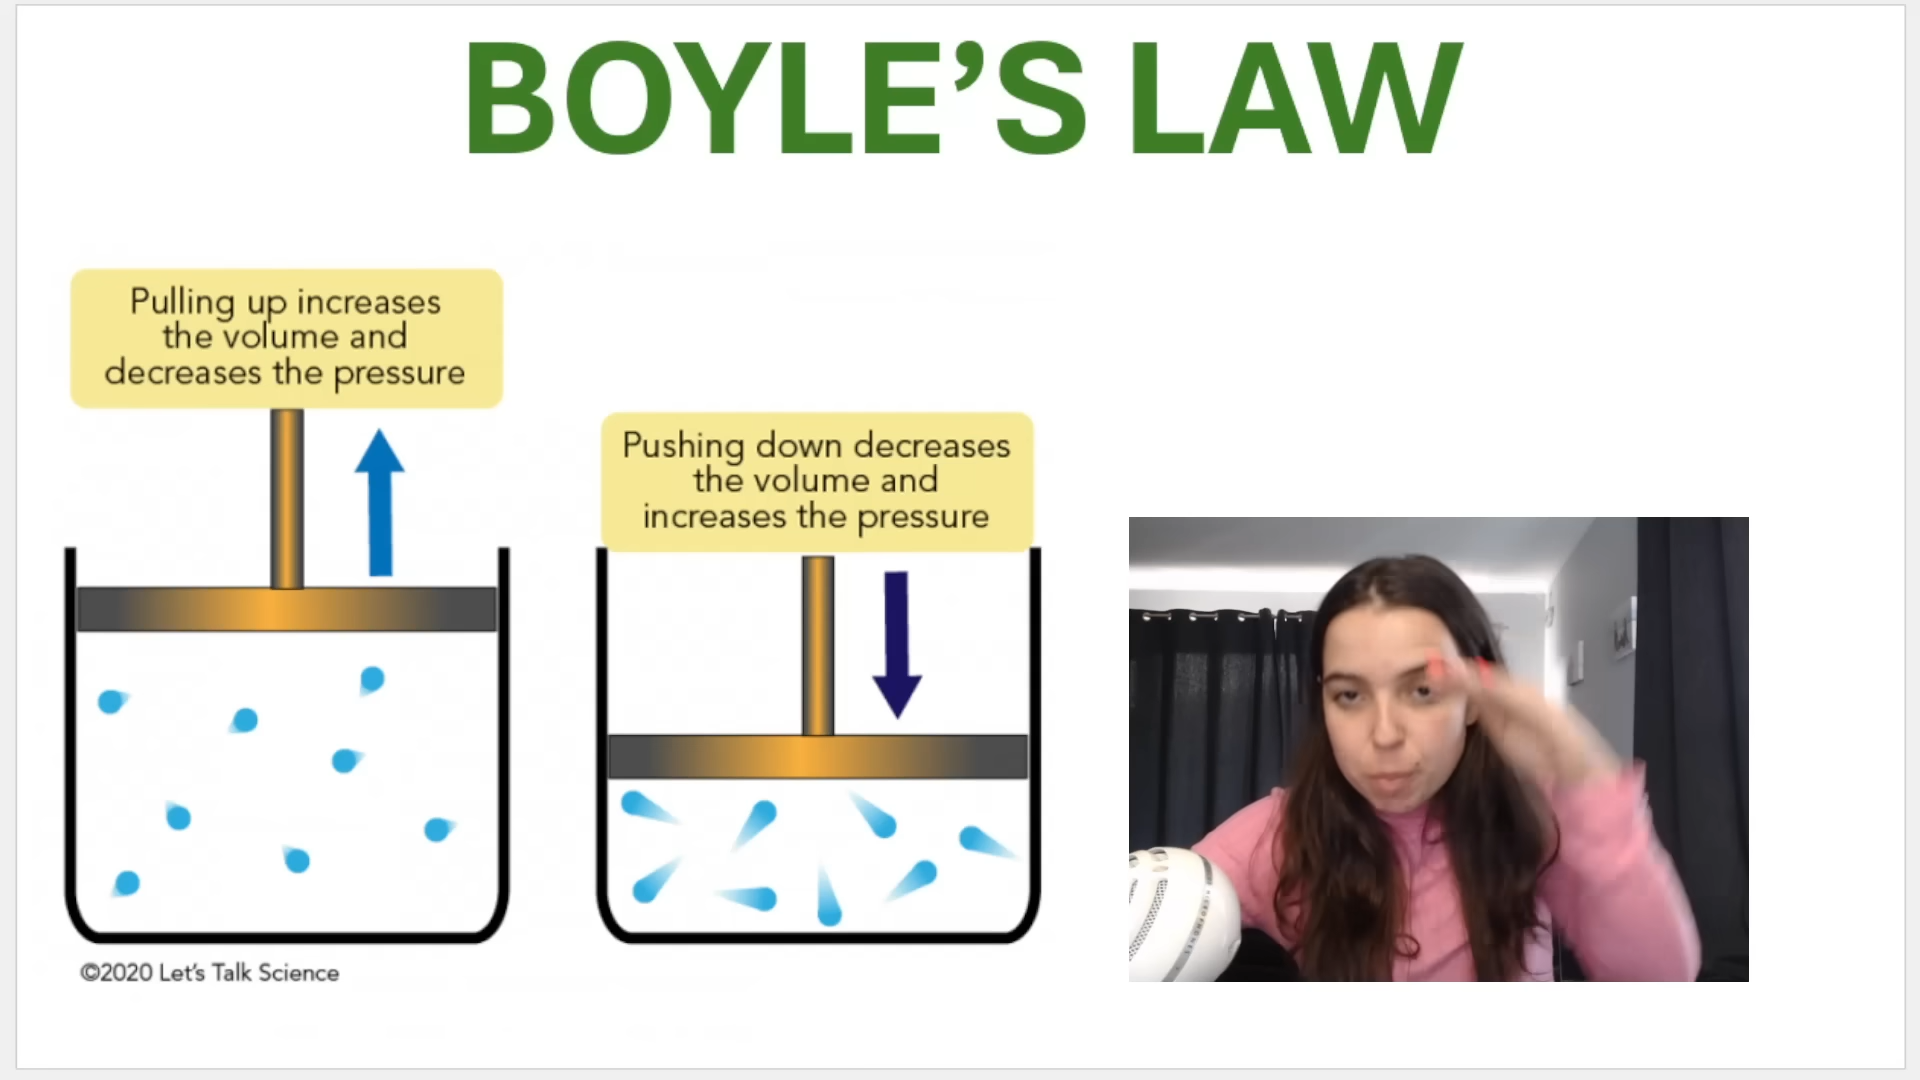 BOYLE’S LAW
Pulling up increases
the volume and
decreases the pressure
Pushing down decreases
the volume and
increases the pressure
©2020 Let’s Talk Science